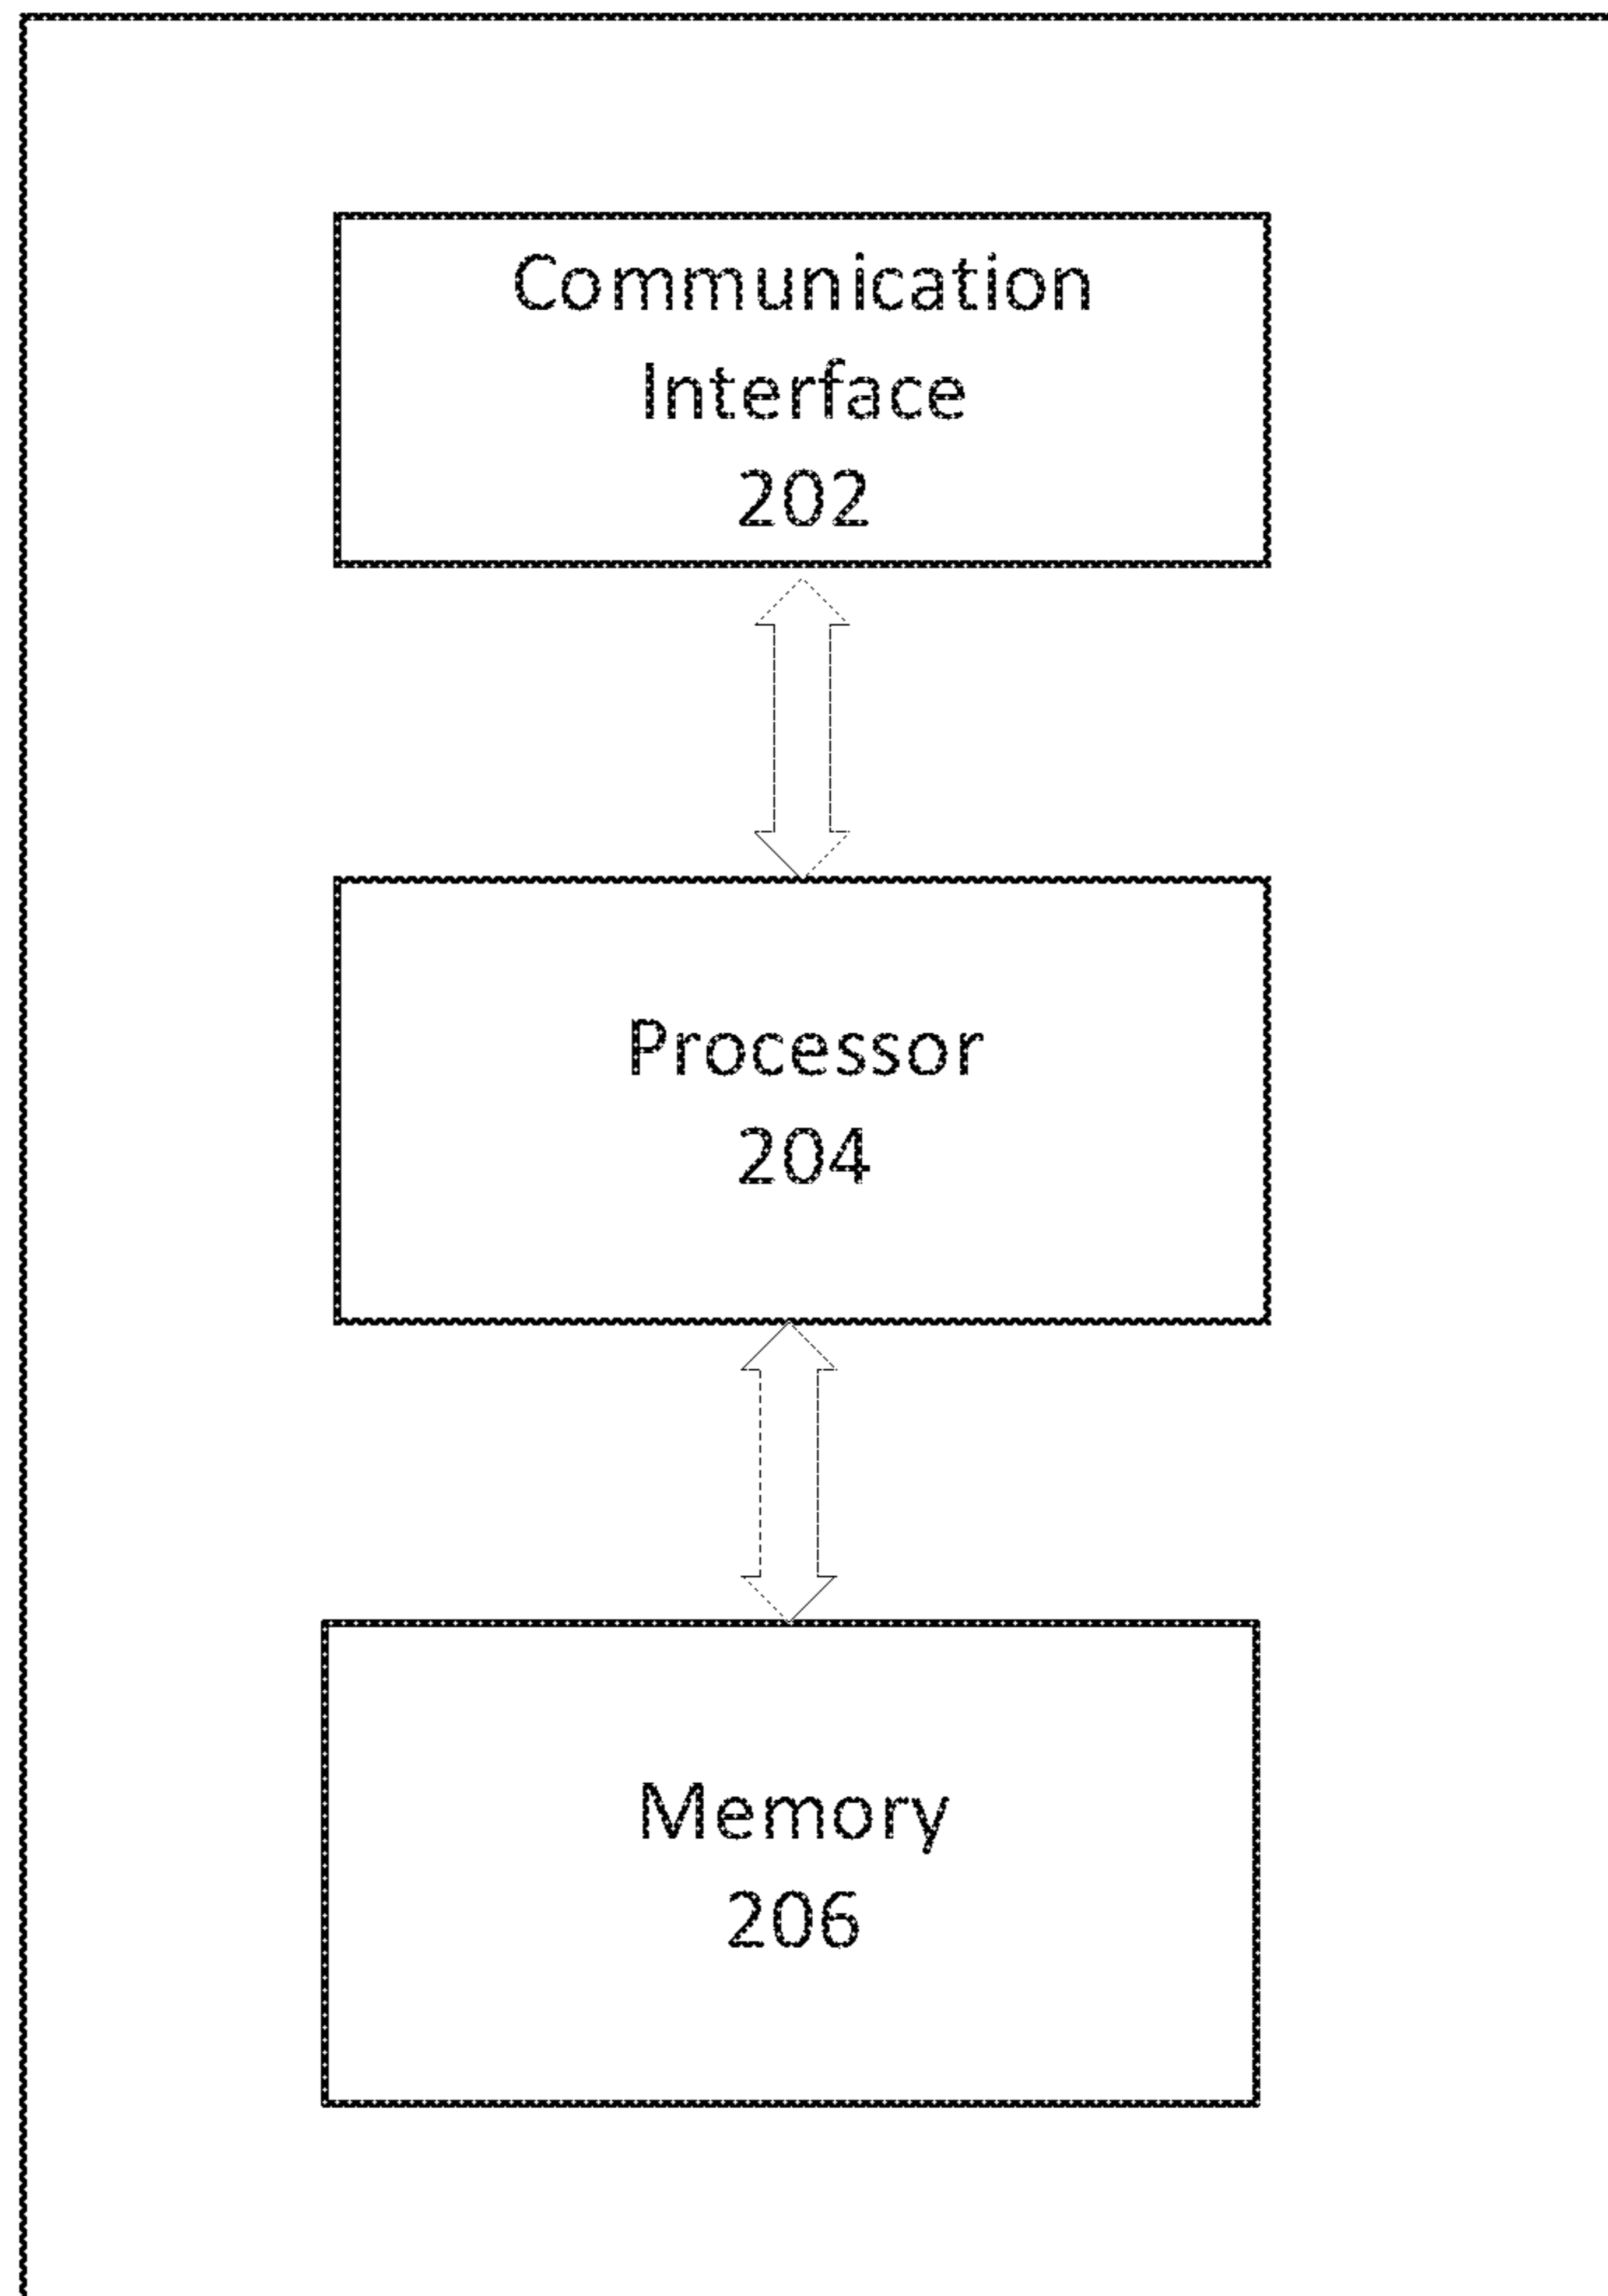 Communication
Interface
202
Processor
204
Memory
206